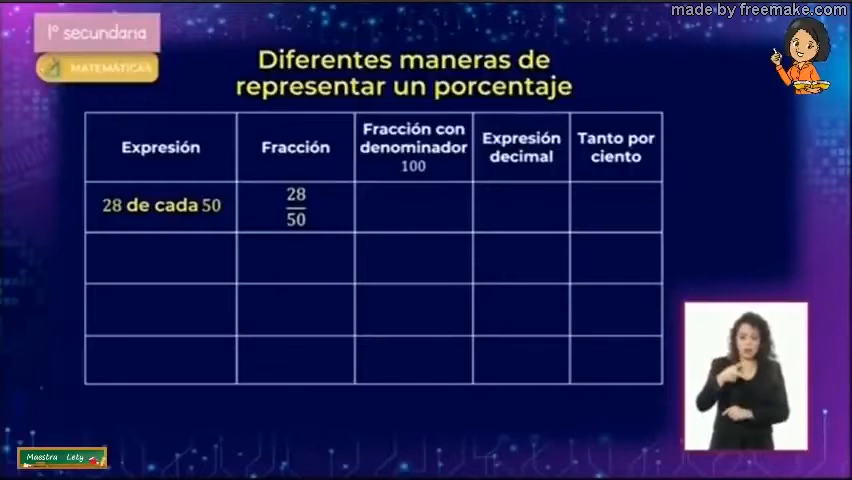 made by freemake.com
1° secundaria
MATEMÁTICAS
Diferentes maneras de
representar un porcentaje
Expresión
Fracción
Fracción con
denominador
100
Expresión
decimal
Tanto por
ciento
28 de cada 50
28
50
Maestra Lety